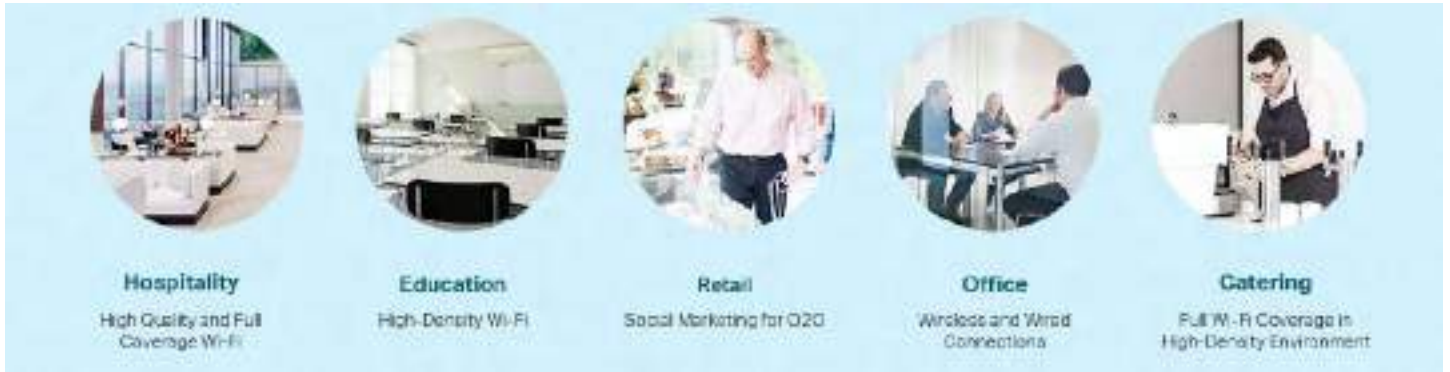 Hospitality
High Quality and Full
Coverage Wi-Fi
Education
High-Density Wi-Fi
Retail
Social Marketing for O2O
Office
Wireless and Wired
Connections
Catering
Full Wi-Fi Coverage in
High-Density Environment